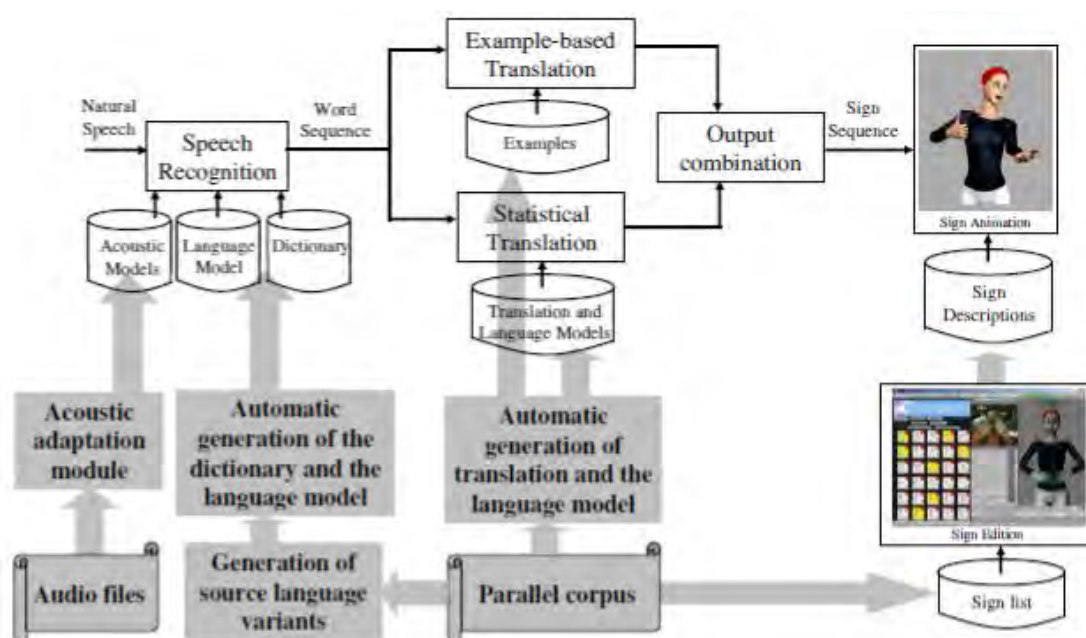 Example-based
Translation
Natural
Speech
Word
Sequence
Sign
Sequence
Speech
Recognition
Examples
Output
combination
Statistical
Translation
Sign Animation
Acoustic
Models
Language
Model
Dictionary
Translation and
Language Models
Sign
Descriptions
Acoustic
adaptation
module
Automatic
generation of the
dictionary and the
language model
Automatic
generation of
translation and the
language model
Sign Edition
Audio files
Generation of
source language
variants
Parallel corpus
Sign list